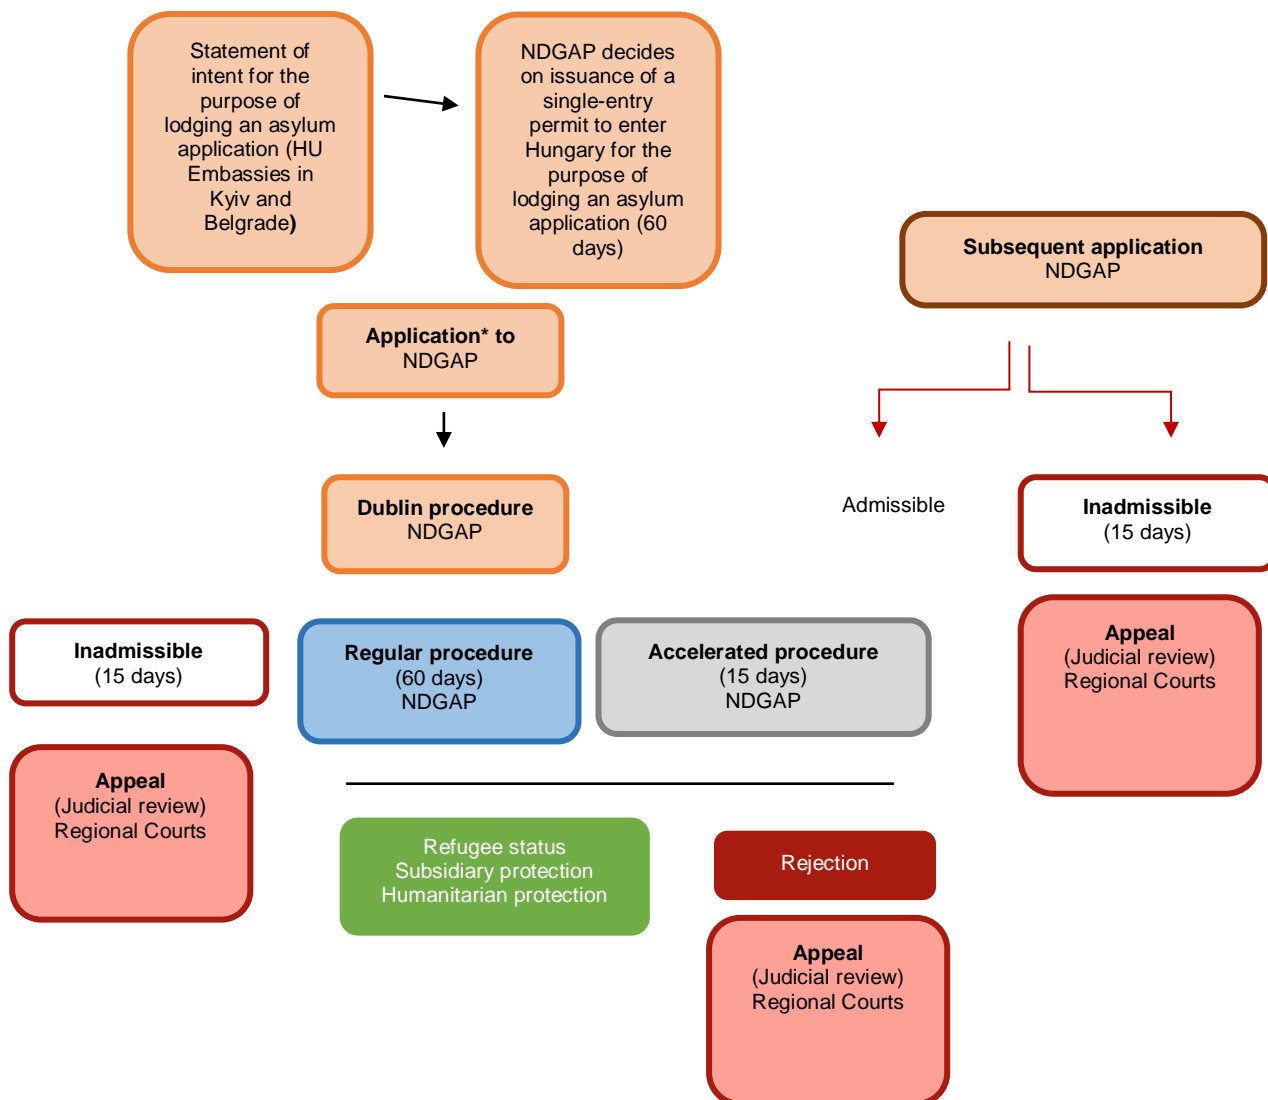 Statement of
intent for the
purpose of
lodging an asylum
application (HU
Embassies in
Kyiv and
Belgrade)
NDGAP decides
on issuance of a
single-entry
permit to enter
Hungary for the
purpose of
lodging an asylum
application (60
days)
Subsequent application
NDGAP
Application* to
NDGAP
Dublin procedure
NDGAP
Admissible
Inadmissible
(15 days)
Appeal
(Judicial review)
Regional Courts
Inadmissible
(15 days)
Regular procedure
(60 days)
NDGAP
Accelerated procedure
(15 days)
NDGAP
Appeal
(Judicial review)
Regional Courts
Refugee status
Subsidiary protection
Humanitarian protection
Rejection
Appeal
(Judicial review)
Regional Courts